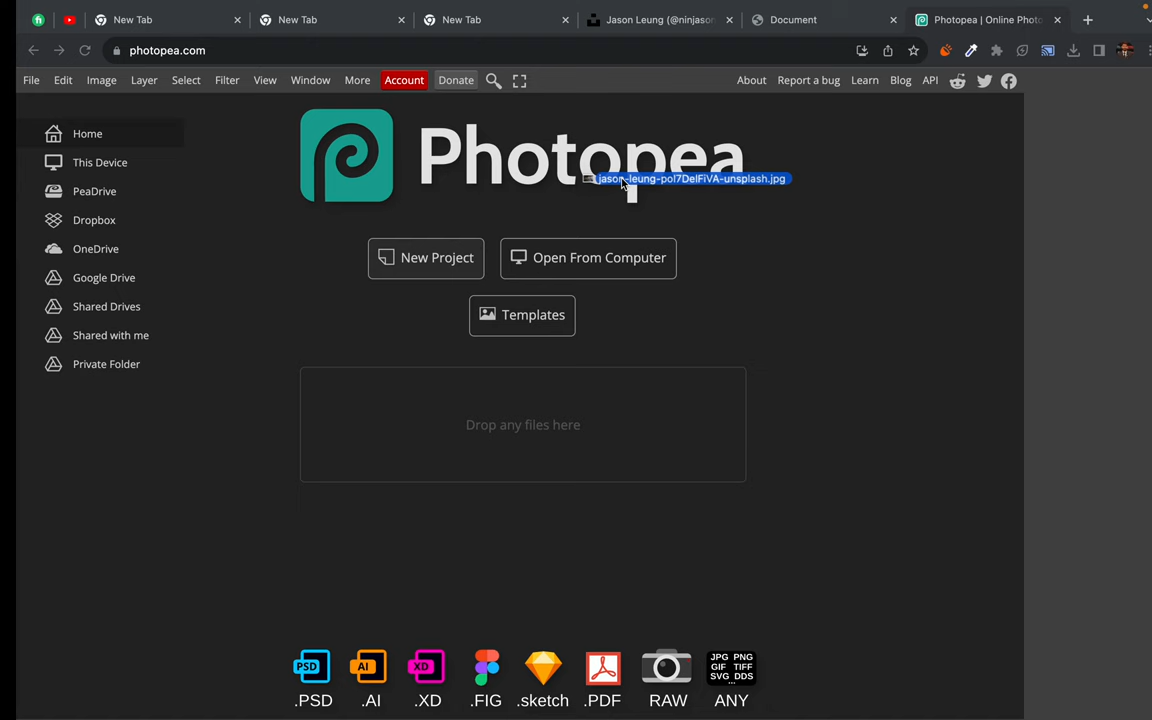 New Tab
New Tab
New Tab
Jason Leung (@ninjason
Document
Photopea | Online Photo
photopea.com
File Edit Image Layer Select Filter View Window More Account Donate
About Report a bug Learn Blog API
Photopea
jason-leung-poI7DelFiVA-unsplash.jpg
Home
This Device
PeaDrive
Dropbox
OneDrive
Google Drive
Shared Drives
Shared with me
Private Folder
New Project
Open From Computer
Templates
Drop any files here
PSD AI XD JPG PNG
GIF TIFF
SVG DDS
...
.PSD .AI .XD .FIG .sketch .PDF RAW ANY